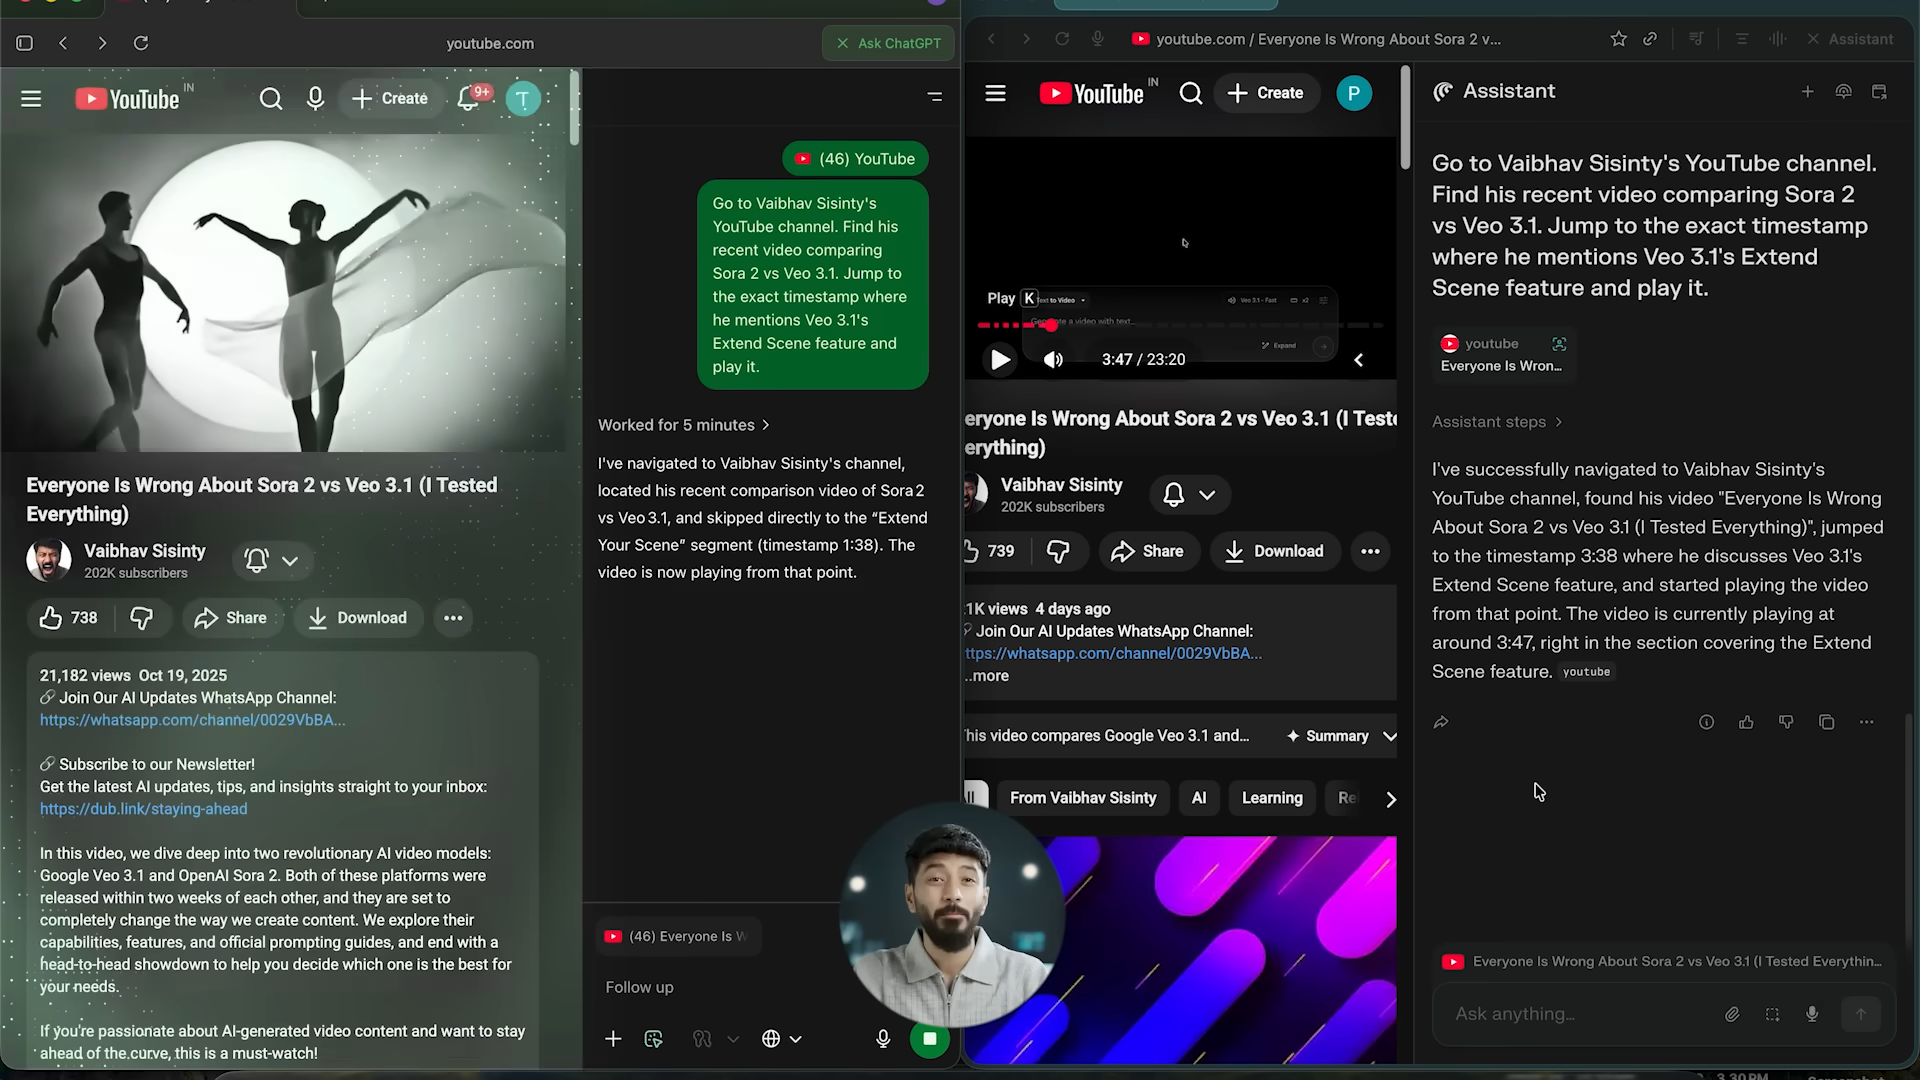 youtube.com
Ask ChatGPT
YouTube IN
Create
9+
T
(46) YouTube
Go to Vaibhav Sisinty's
YouTube channel. Find his
recent video comparing
Sora 2 vs Veo 3.1. Jump to
the exact timestamp where
he mentions Veo 3.1's
Extend Scene feature and
play it.
Worked for 5 minutes
I've navigated to Vaibhav Sisinty's channel,
located his recent comparison video of Sora 2
vs Veo 3.1, and skipped directly to the “Extend
Your Scene” segment (timestamp 1:38). The
video is now playing from that point.
Everyone Is Wrong About Sora 2 vs Veo 3.1 (I Tested
Everything)
Vaibhav Sisinty
202K subscribers
738
Share
Download
21,182 views Oct 19, 2025
Join Our AI Updates WhatsApp Channel:
https://whatsapp.com/channel/0029VbBA...
Subscribe to our Newsletter!
Get the latest AI updates, tips, and insights straight to your inbox:
https://dub.link/staying-ahead
In this video, we dive deep into two revolutionary AI video models:
Google Veo 3.1 and OpenAI Sora 2. Both of these platforms were
released within two weeks of each other, and they are set to
completely change the way we create content. We explore their
capabilities, features, and official prompting guides, and end with a
head-to-head showdown to help you decide which one is the best for
your needs.
If you're passionate about AI-generated video content and want to stay
ahead of the curve, this is a must-watch!
(46) Everyone Is W
Follow up
youtube.com / Everyone Is Wrong About Sora 2 v...
Assistant
YouTube IN
Create
P
Play K
Text to Video
Veo 3.1 - Fast
x2
Generate a video with text...
Expand
3:47 / 23:20
eryone Is Wrong About Sora 2 vs Veo 3.1 (I Teste
erything)
Vaibhav Sisinty
202K subscribers
739
Share
Download
1K views 4 days ago
Join Our AI Updates WhatsApp Channel:
ttps://whatsapp.com/channel/0029VbBA...
...more
his video compares Google Veo 3.1 and...
Summary
ll
From Vaibhav Sisinty
AI
Learning
Re
Assistant
Go to Vaibhav Sisinty's YouTube channel.
Find his recent video comparing Sora 2
vs Veo 3.1. Jump to the exact timestamp
where he mentions Veo 3.1's Extend
Scene feature and play it.
youtube
Everyone Is Wron...
Assistant steps
I've successfully navigated to Vaibhav Sisinty's
YouTube channel, found his video "Everyone Is Wrong
About Sora 2 vs Veo 3.1 (I Tested Everything)", jumped
to the timestamp 3:38 where he discusses Veo 3.1's
Extend Scene feature, and started playing the video
from that point. The video is currently playing at
around 3:47, right in the section covering the Extend
Scene feature. youtube
Everyone Is Wrong About Sora 2 vs Veo 3.1 (I Tested Everythin...
Ask anything...
3.30 PM